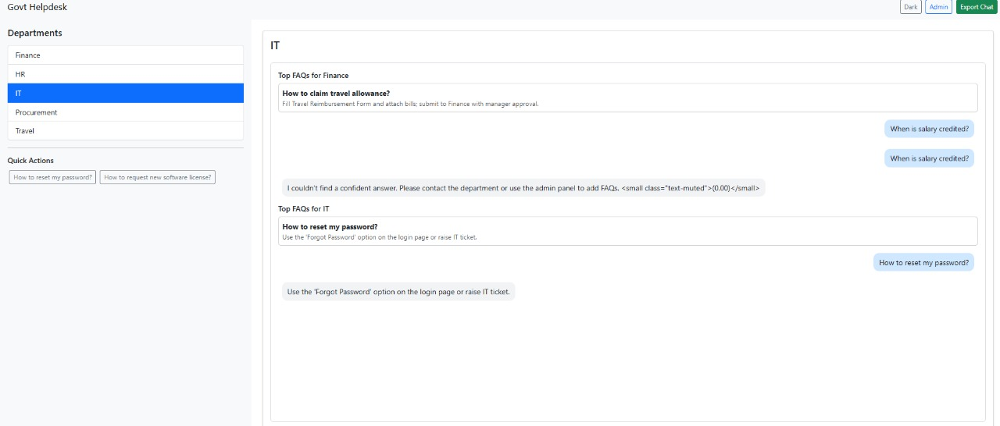 Govt Helpdesk
Dark
Admin
Export Chat
Departments
Finance
HR
IT
Procurement
Travel
Quick Actions
How to reset my password?
How to request new software license?
IT
Top FAQs for Finance
How to claim travel allowance?
Fill Travel Reimbursement Form and attach bills; submit to Finance with manager approval.
When is salary credited?
When is salary credited?
I couldn't find a confident answer. Please contact the department or use the admin panel to add FAQs. <small class="text-muted">(0.00)</small>
Top FAQs for IT
How to reset my password?
Use the 'Forgot Password' option on the login page or raise IT ticket.
How to reset my password?
Use the 'Forgot Password' option on the login page or raise IT ticket.